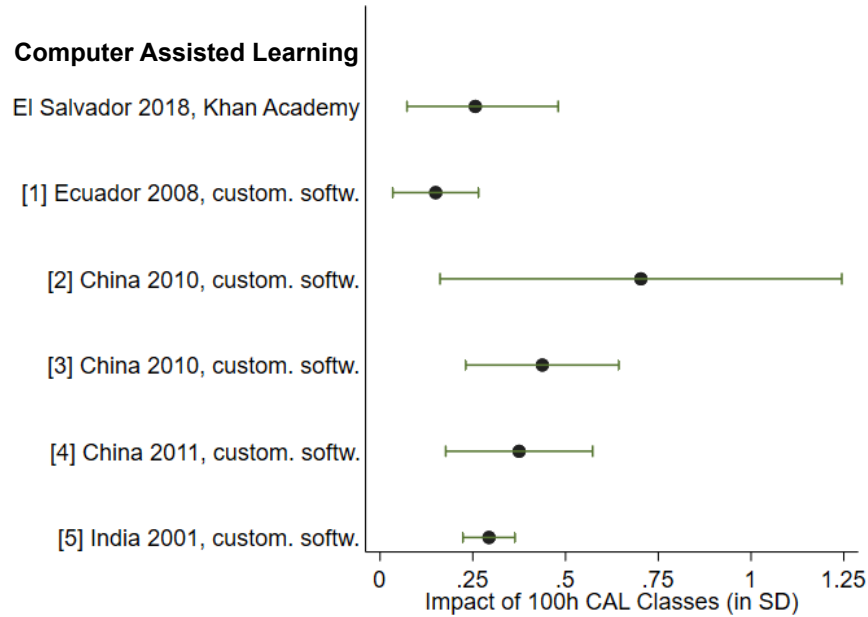 Computer Assisted Learning
El Salvador 2018, Khan Academy
[1] Ecuador 2008, custom. softw.
[2] China 2010, custom. softw.
[3] China 2010, custom. softw.
[4] China 2011, custom. softw.
[5] India 2001, custom. softw.
0 .25 .5 .75 1 1.25
Impact of 100h CAL Classes (in SD)